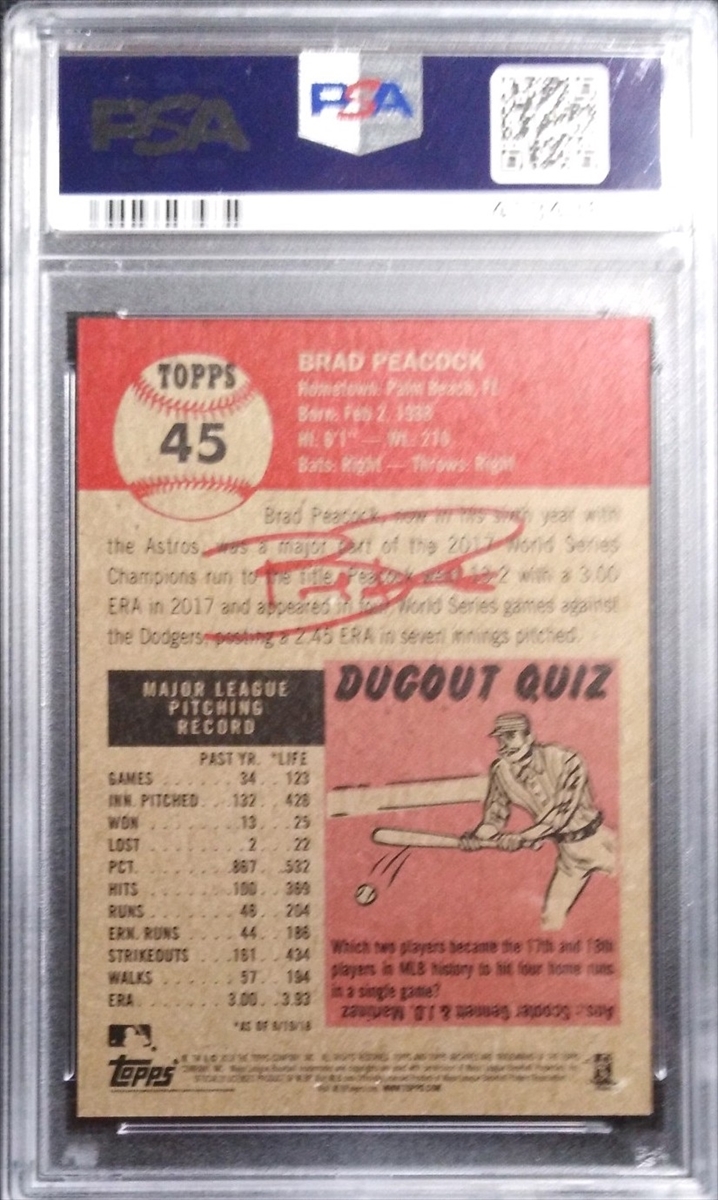 PSA
PSA
TOPPS
45
BRAD PEACOCK
Hometown: Palm Beach, FL
Born: Feb 2, 1988
Ht: 6'1" — Wt.: 210
Bats: Right — Throws: Right
Brad Peacock, now in his sixth year with
the Astros, was a major part of the 2017 World Series
Champions run to the title. Peacock went 13-2 with a 3.00
ERA in 2017 and appeared in four World Series games against
the Dodgers, posting a 2.45 ERA in seven innings pitched.
MAJOR LEAGUE
PITCHING
RECORD
PAST YR. *LIFE
GAMES ...... 34 .. 123
INN. PITCHED .. 132 .. 428
WON ........ 13 ... 25
LOST ........ 2 ... 22
PCT. ....... .867 .. .532
HITS ....... 100 .. 369
RUNS ....... 48 .. 204
ERN. RUNS .... 44 .. 186
STRIKEOUTS ... 161 .. 434
WALKS ...... 57 .. 194
ERA ....... 3.00 .. 3.93
*AS OF 6/19/18
DUGOUT QUIZ
Which two players became the 17th and 18th
players in MLB history to hit four home runs
in a single game?
Ans.: Scooter Gennett & J.D. Martinez
Topps
WWW.TOPPS.COM